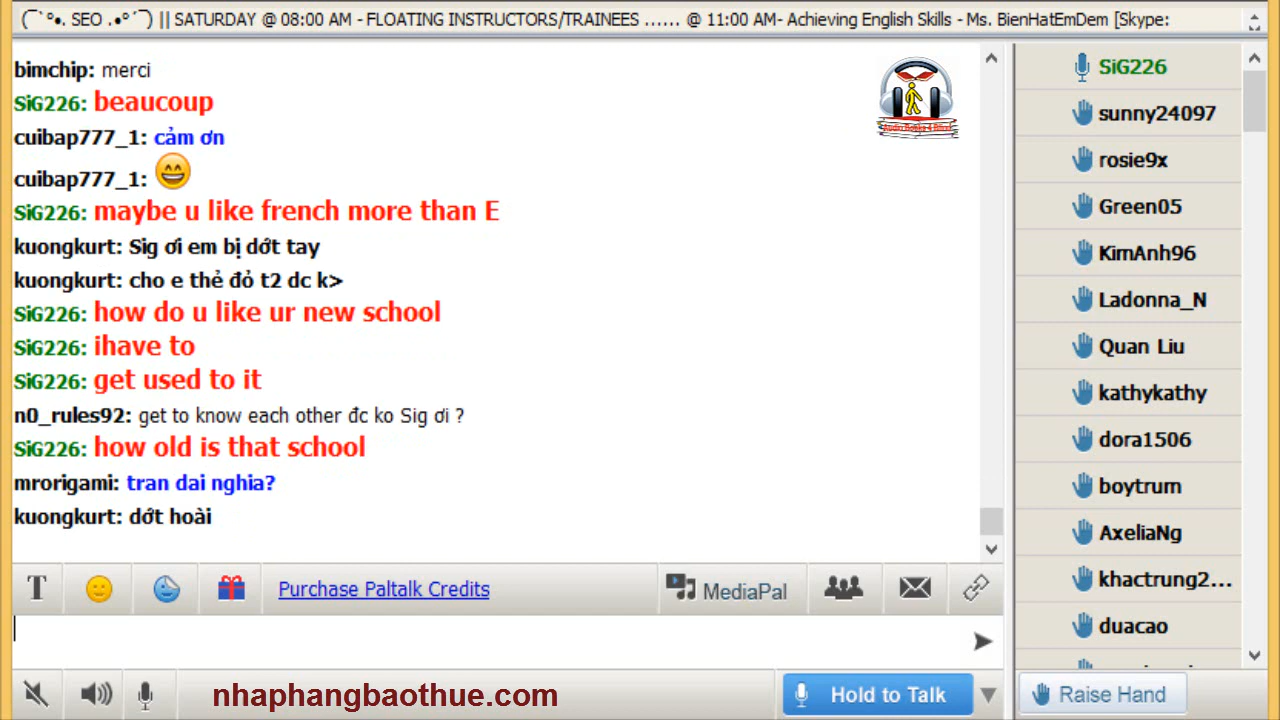 (¯`°•. SEO .•°´¯) || SATURDAY @ 08:00 AM - FLOATING INSTRUCTORS/TRAINEES ...... @ 11:00 AM- Achieving English Skills - Ms. BienHatEmDem [Skype:
bimchip: merci
SiG226: beaucoup
cuibap777_1: cảm ơn
cuibap777_1:
SiG226: maybe u like french more than E
kuongkurt: Sig ơi em bị dớt tay
kuongkurt: cho e thẻ đỏ t2 dc k>
SiG226: how do u like ur new school
SiG226: ihave to
SiG226: get used to it
n0_rules92: get to know each other đc ko Sig ơi ?
SiG226: how old is that school
mrorigami: tran dai nghia?
kuongkurt: dớt hoài
T
Purchase Paltalk Credits
MediaPal
nhaphangbaothue.com
Hold to Talk
SiG226
sunny24097
rosie9x
Green05
KimAnh96
Ladonna_N
Quan Liu
kathykathy
dora1506
boytrum
AxeliaNg
khactrung2...
duacao
Raise Hand